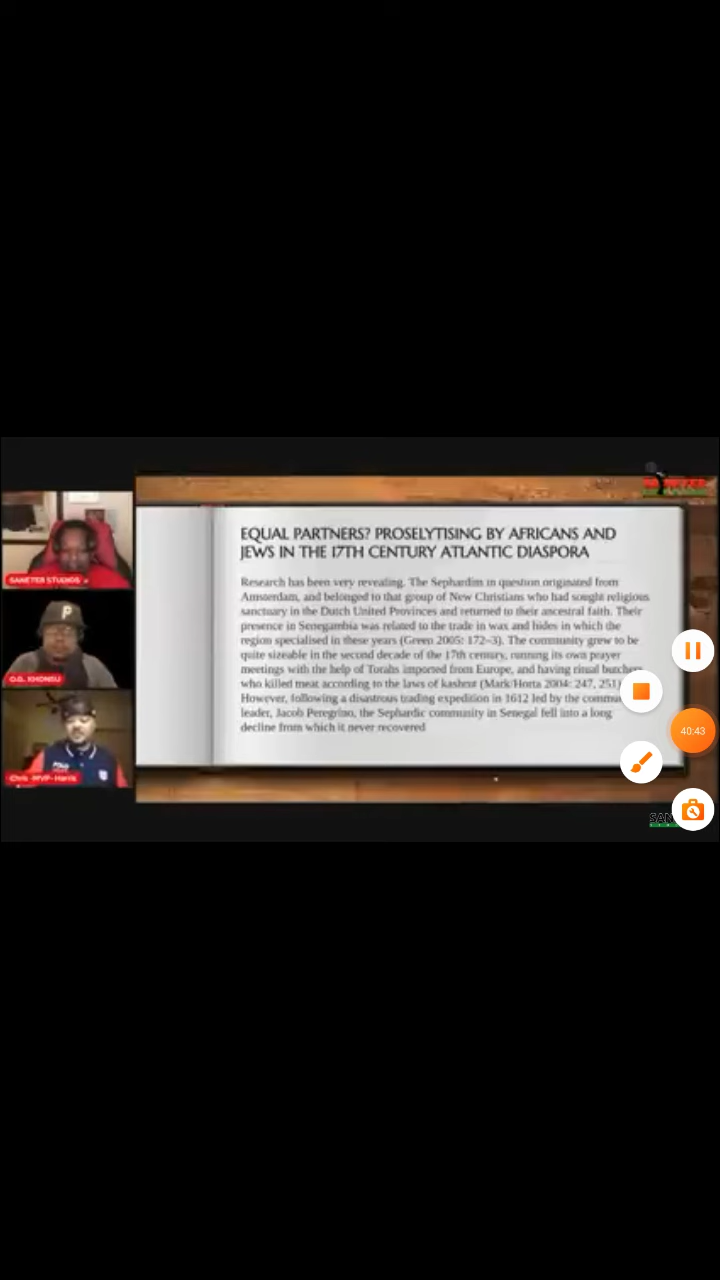 EQUAL PARTNERS? PROSELYTISING BY AFRICANS AND
JEWS IN THE 17TH CENTURY ATLANTIC DIASPORA
Research has been very revealing. The Sephardim in question originated from
Amsterdam, and belonged to that group of New Christians who had sought religious
sanctuary in the Dutch United Provinces and returned to their ancestral faith. Their
presence in Senegambia was related to the trade in wax and hides in which the
region specialised in these years (Green 2005: 172–3). The community grew to be
quite sizeable in the second decade of the 17th century, running its own prayer
meetings with the help of Torahs imported from Europe, and having ritual butchers
who killed meat according to the laws of kashrut (Mark/Horta 2004: 247, 251)
However, following a disastrous trading expedition in 1612 led by the commu
leader, Jacob Peregrino, the Sephardic community in Senegal fell into a long
decline from which it never recovered
SANETER STUDIOS
O.G. KHONSU
Chris -MVP- Harris
P
POLO
40:43
SAN